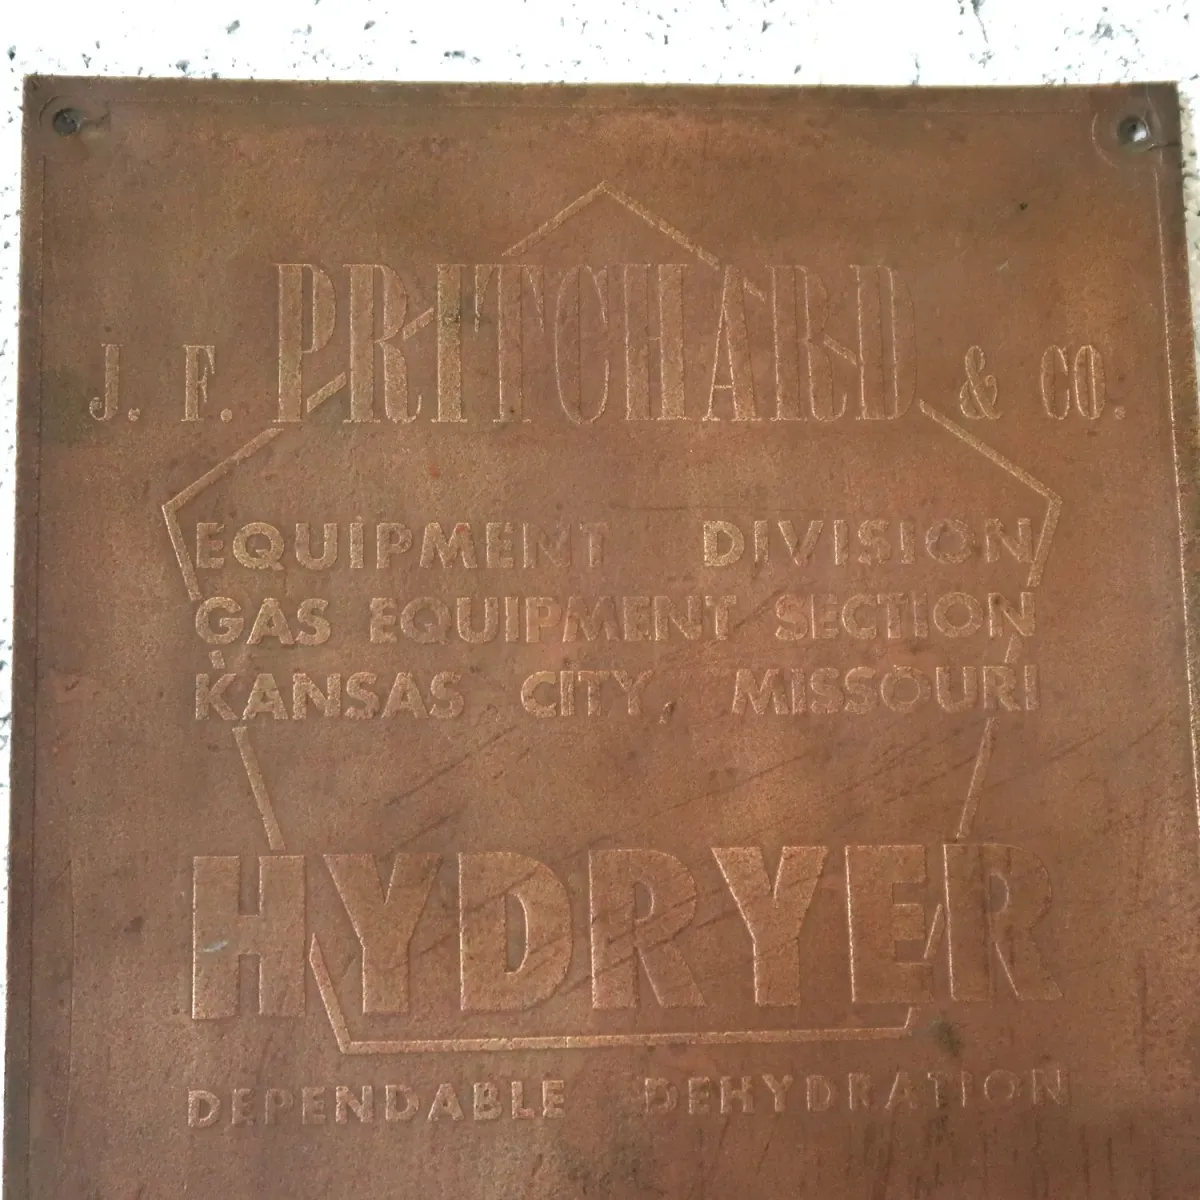 J. F. PRITCHARD & CO.
EQUIPMENT DIVISION
GAS EQUIPMENT SECTION
KANSAS CITY, MISSOURI
HYDRYER
DEPENDABLE DEHYDRATION